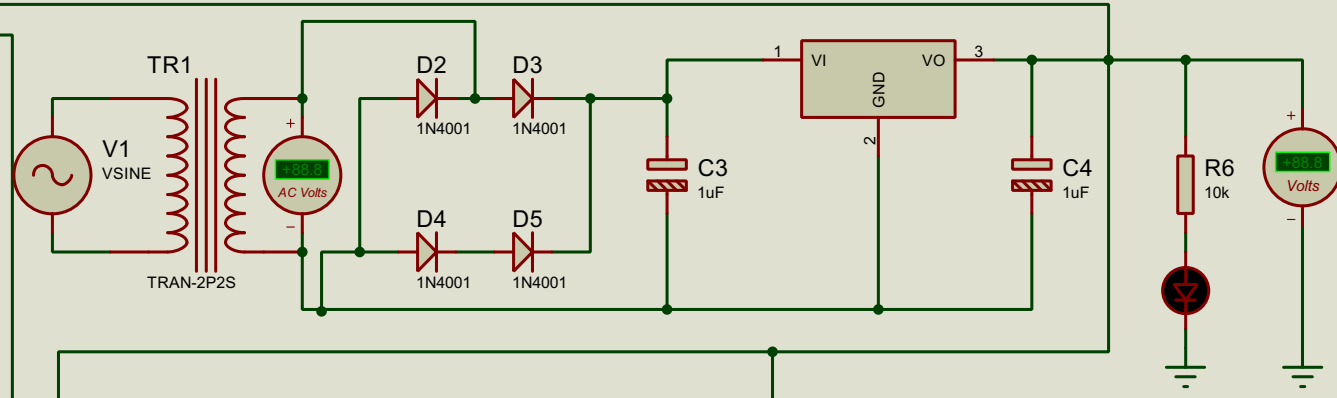 TR1
TRAN-2P2S
V1
VSINE
+
+88.8
AC Volts
−
D2
1N4001
D3
1N4001
D4
1N4001
D5
1N4001
C3
1uF
1
VI
VO
3
GND
2
C4
1uF
R6
10k
+
+88.8
Volts
−